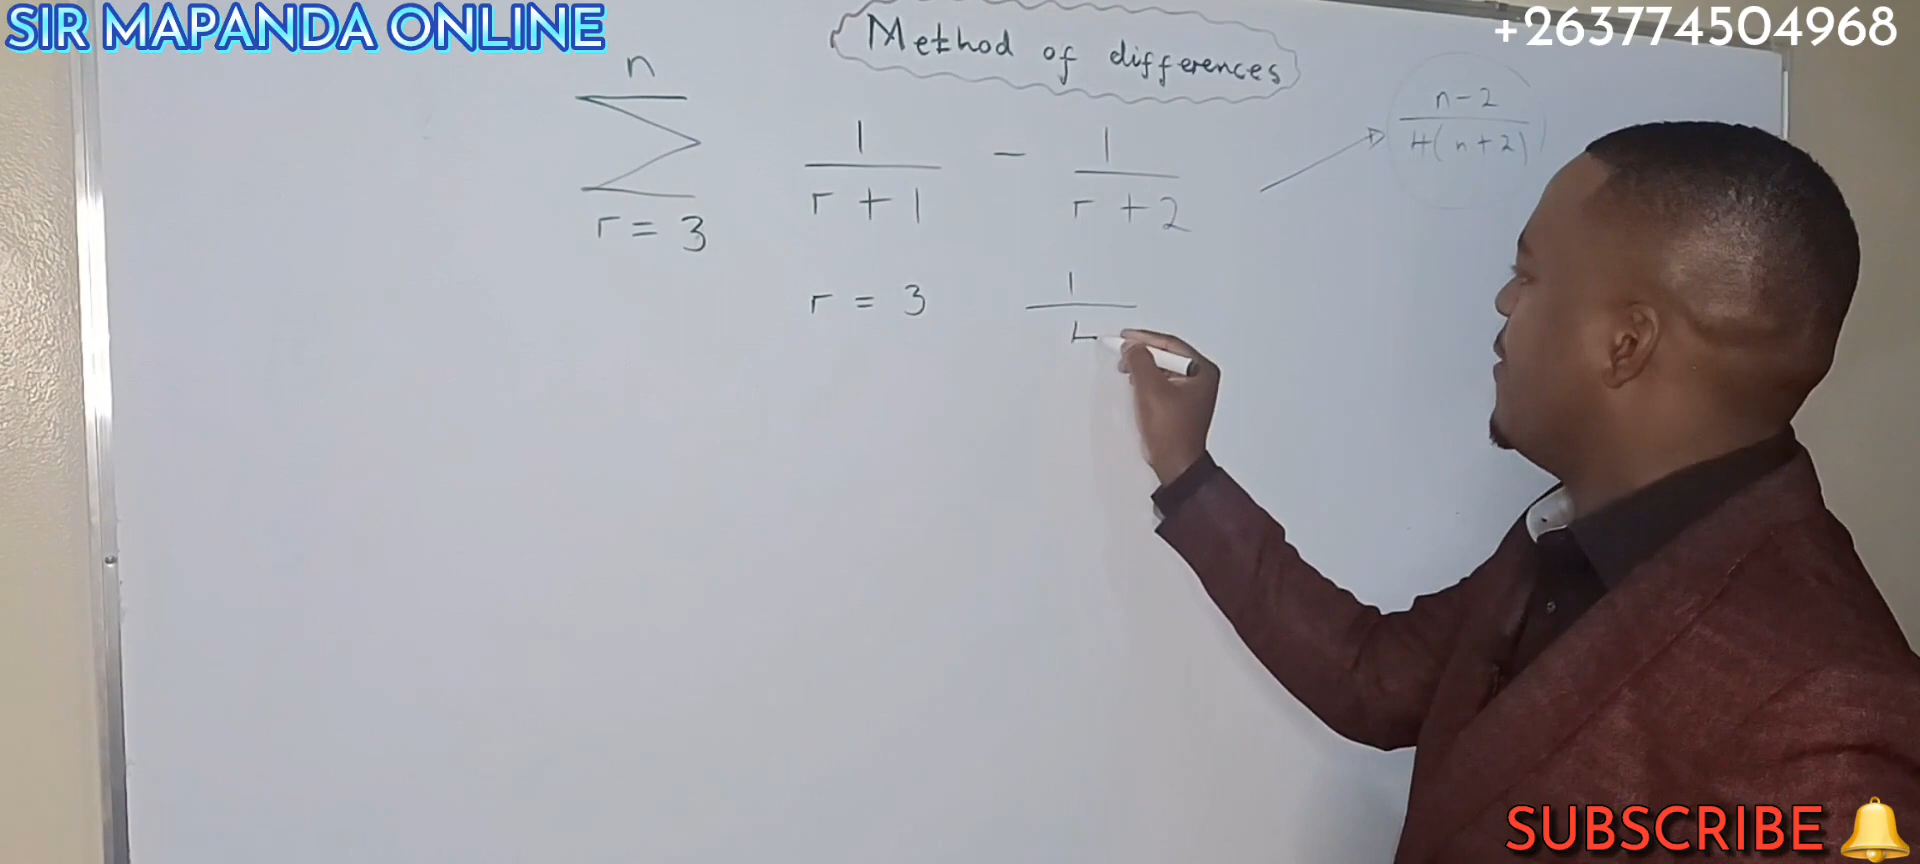 SIR MAPANDA ONLINE
+263774504968
Method of differences
n
∑ 1/(r + 1) - 1/(r + 2) → (n - 2)/(4(n + 2))
r = 3
r = 3 1/4
SUBSCRIBE